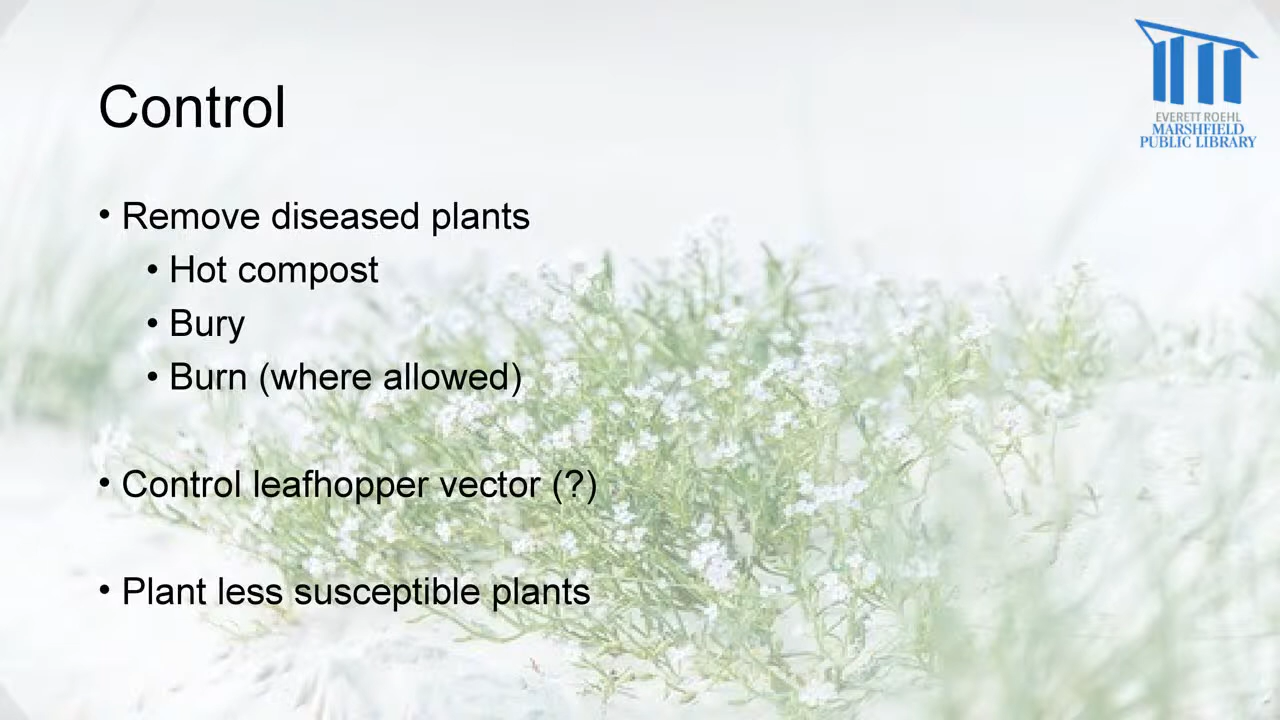 Control
• Remove diseased plants
• Hot compost
• Bury
• Burn (where allowed)
• Control leafhopper vector (?)
• Plant less susceptible plants
EVERETT ROEHL
MARSHFIELD
PUBLIC LIBRARY